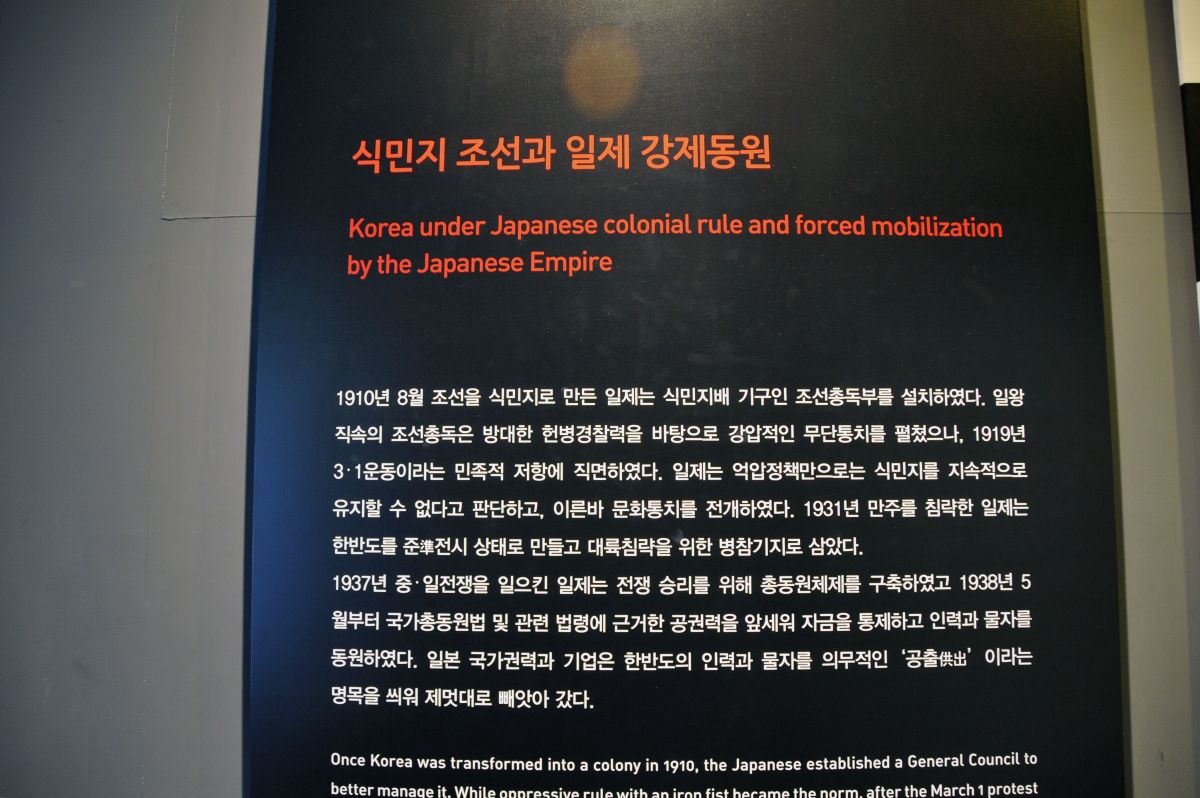 식민지 조선과 일제 강제동원
Korea under Japanese colonial rule and forced mobilization
by the Japanese Empire
1910년 8월 조선을 식민지로 만든 일제는 식민지배 기구인 조선총독부를 설치하였다. 일왕
직속의 조선총독은 방대한 헌병경찰력을 바탕으로 강압적인 무단통치를 펼쳤으나, 1919년
3·1운동이라는 민족적 저항에 직면하였다. 일제는 억압정책만으로는 식민지를 지속적으로
유지할 수 없다고 판단하고, 이른바 문화통치를 전개하였다. 1931년 만주를 침략한 일제는
한반도를 준準전시 상태로 만들고 대륙침략을 위한 병참기지로 삼았다.
1937년 중·일전쟁을 일으킨 일제는 전쟁 승리를 위해 총동원체제를 구축하였고 1938년 5
월부터 국가총동원법 및 관련 법령에 근거한 공권력을 앞세워 자금을 통제하고 인력과 물자를
동원하였다. 일본 국가권력과 기업은 한반도의 인력과 물자를 의무적인 ‘공출供出’ 이라는
명목을 씌워 제멋대로 빼앗아 갔다.
Once Korea was transformed into a colony in 1910, the Japanese established a General Council to
better manage it. While oppressive rule with an iron fist became the norm, after the March 1 protest